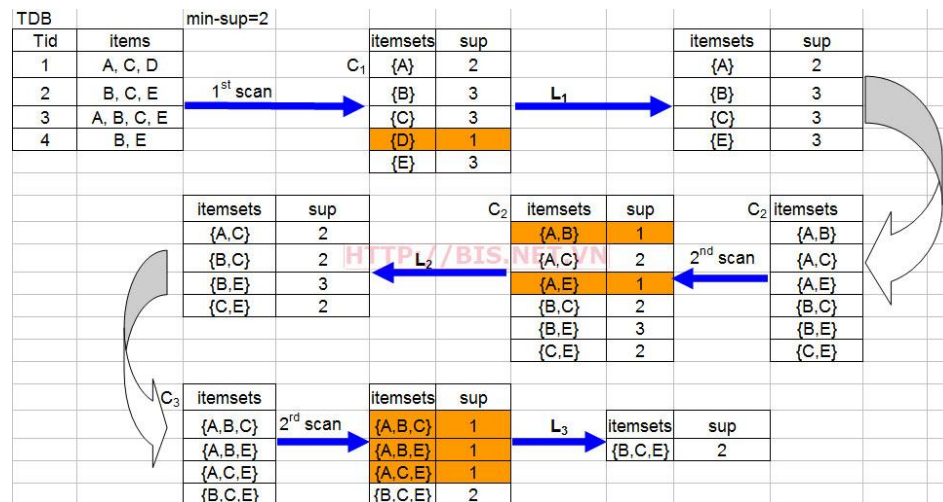 TDB min-sup=2
Tid items itemsets sup itemsets sup
1 A, C, D C1 {A} 2 {A} 2
2 B, C, E 1st scan {B} 3 L1 {B} 3
3 A, B, C, E {C} 3 {C} 3
4 B, E {D} 1 {E} 3
{E} 3
itemsets sup C2 itemsets sup C2 itemsets
{A,C} 2 {A,B} 1 {A,B}
{B,C} 2 HTTP://BIS.NET.VN L2 {A,C} 2 2nd scan {A,C}
{B,E} 3 {A,E} 1 {A,E}
{C,E} 2 {B,C} 2 {B,C}
{B,E} 3 {B,E}
{C,E} 2 {C,E}
C3 itemsets itemsets sup
{A,B,C} 2rd scan {A,B,C} 1 L3 itemsets sup
{A,B,E} {A,B,E} 1 {B,C,E} 2
{A,C,E} {A,C,E} 1
{B,C,E} {B,C,E} 2